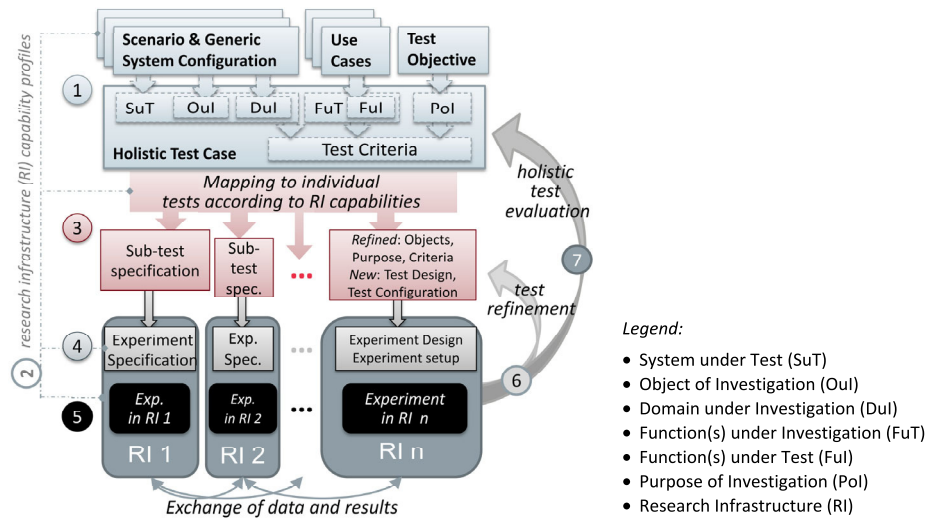 Scenario & Generic
System Configuration
Use
Cases
Test
Objective
1
SuT
OuI
DuI
FuT
FuI
PoI
Test Criteria
Holistic Test Case
research infrastructure (RI) capability profiles
2
Mapping to individual
tests according to RI capabilities
holistic
test
evaluation
3
Sub-test
specification
Sub-
test
spec.
...
Refined: Objects,
Purpose, Criteria
New: Test Design,
Test Configuration
7
test
refinement
4
Experiment
Specification
Exp.
Spec.
...
Experiment Design
Experiment setup
6
5
Exp.
in RI 1
Exp.
in RI 2
...
Experiment
in RI n
RI 1
RI 2
RI n
Exchange of data and results
Legend:
• System under Test (SuT)
• Object of Investigation (OuI)
• Domain under Investigation (DuI)
• Function(s) under Investigation (FuT)
• Function(s) under Test (FuI)
• Purpose of Investigation (PoI)
• Research Infrastructure (RI)